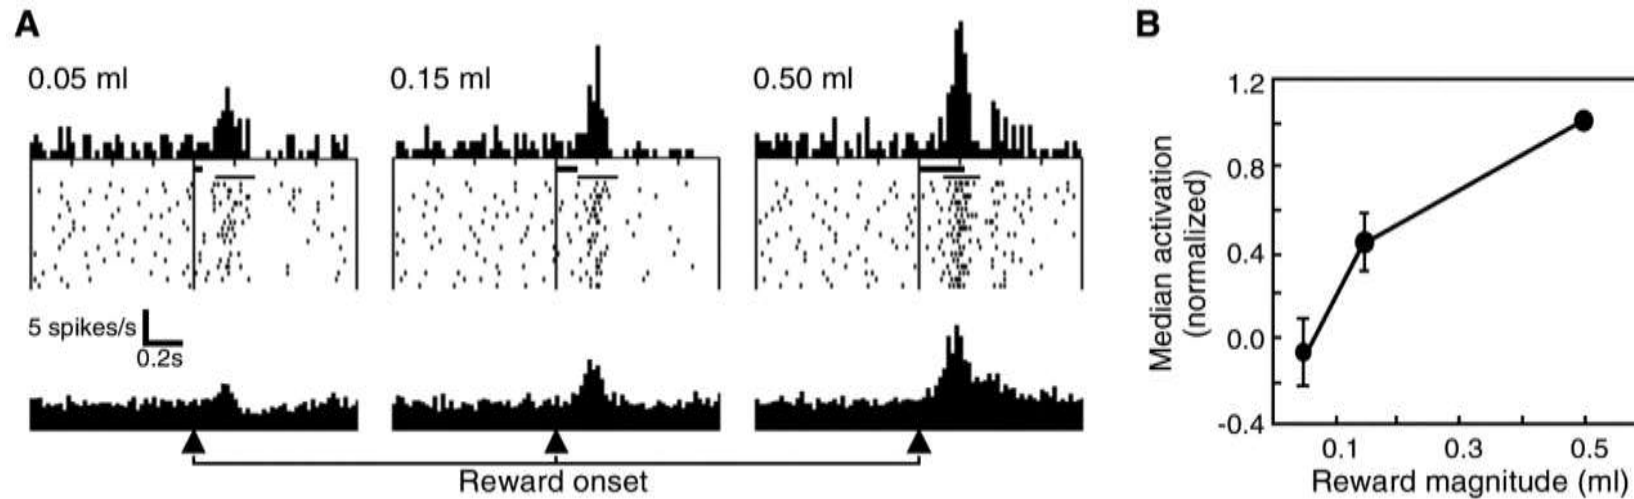 A
0.05 ml
0.15 ml
0.50 ml
5 spikes/s
0.2s
Reward onset
B
Median activation
(normalized)
1.2
0.8
0.4
0.0
-0.4
0.1
0.3
0.5
Reward magnitude (ml)